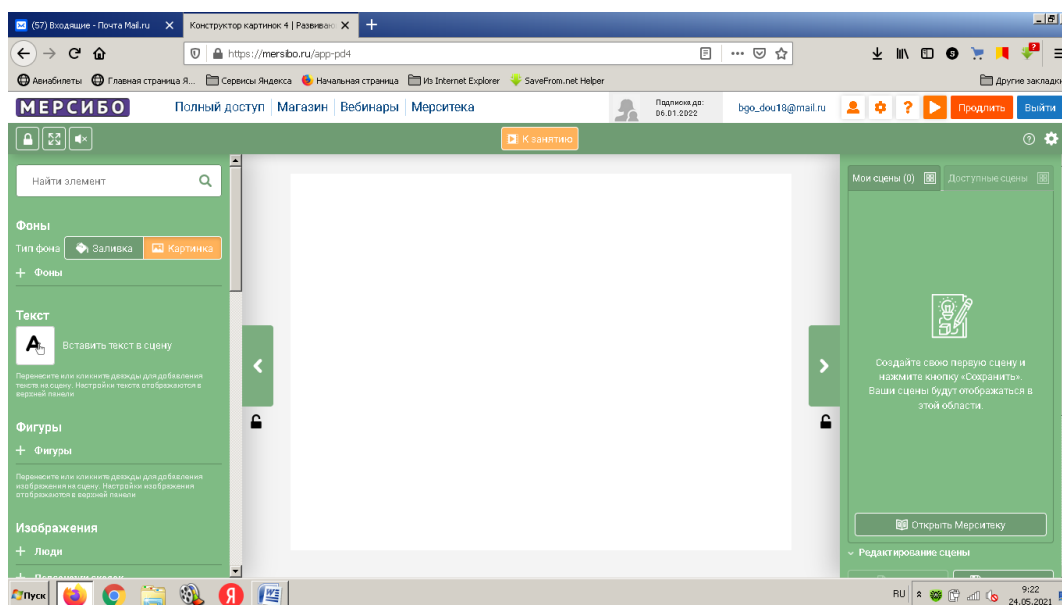 (57) Входящие - Почта Mail.ru
Конструктор картинок 4 | Развиваю
https://mersibo.ru/app-pd4
Авиабилеты Главная страница Я... Сервисы Яндекса Начальная страница Из Internet Explorer SaveFrom.net Helper Другие закладки
МЕРСИБО Полный доступ Магазин Вебинары Мерситека
Подписка до:
06.01.2022
bgo_dou18@mail.ru
Продлить
Выйти
К занятию
Найти элемент
Фоны
Тип фона Заливка Картинка
+ Фоны
Текст
Вставить текст в сцену
Перенесите или кликните дважды для добавления
текста на сцену. Настройки текста отображаются в
верхней панели
Фигуры
+ Фигуры
Перенесите или кликните дважды для добавления
изображения на сцену. Настройки изображения
отображаются в верхней панели
Изображения
+ Люди
Мои сцены (0)
Доступные сцены
Создайте свою первую сцену и
нажмите кнопку «Сохранить».
Ваши сцены будут отображаться в
этой области.
Открыть Мерситеку
Редактирование сцены
Пуск
RU
9:22
24.05.2021